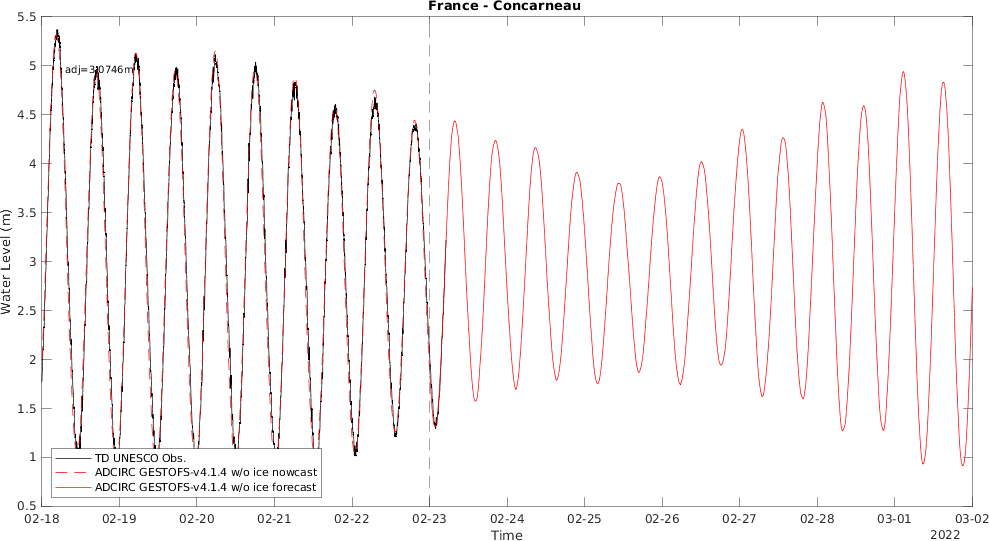 France - Concarneau
Water Level (m)
5.5
5
4.5
4
3.5
3
2.5
2
1.5
1
0.5
adj=3.0746m
TD UNESCO Obs.
ADCIRC GESTOFS-v4.1.4 w/o ice nowcast
ADCIRC GESTOFS-v4.1.4 w/o ice forecast
02-18 02-19 02-20 02-21 02-22 02-23 02-24 02-25 02-26 02-27 02-28 03-01 03-02
Time
2022